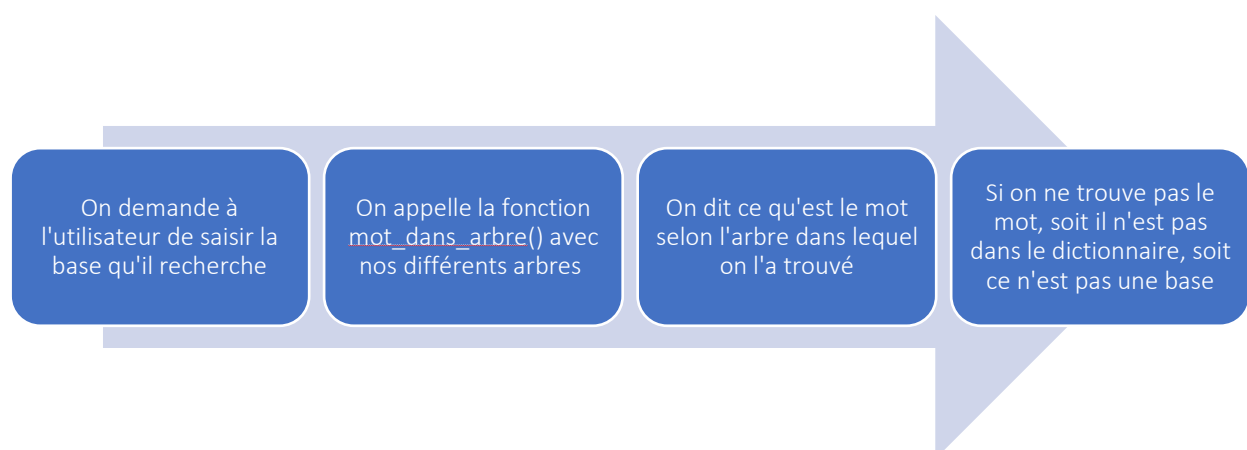 On demande à
l'utilisateur de saisir la
base qu'il recherche
On appelle la fonction
mot_dans_arbre() avec
nos différents arbres
On dit ce qu'est le mot
selon l'arbre dans lequel
on l'a trouvé
Si on ne trouve pas le
mot, soit il n'est pas
dans le dictionnaire, soit
ce n'est pas une base